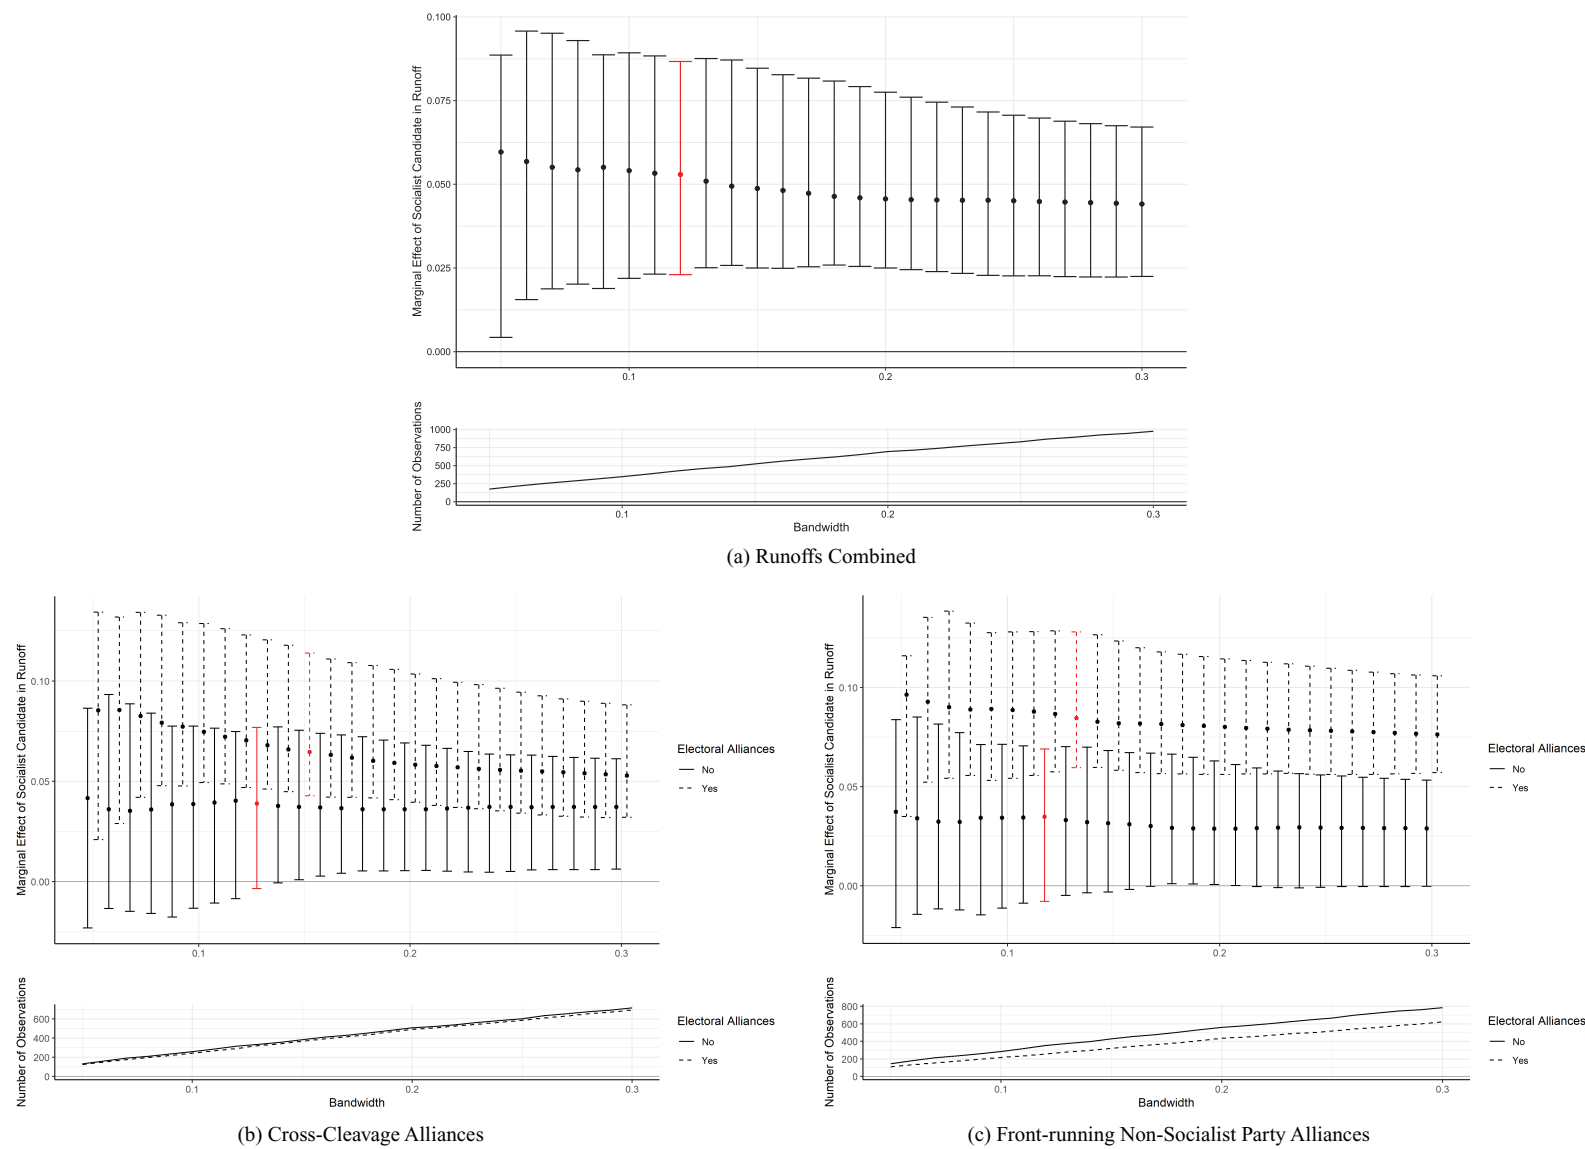 Marginal Effect of Socialist Candidate in Runoff
0.100
0.075
0.050
0.025
0.000
0.1 0.2 0.3
Number of Observations
1000
750
500
250
0
0.1 0.2 0.3
Bandwidth
(a) Runoffs Combined
Marginal Effect of Socialist Candidate in Runoff
0.10
0.05
0.00
0.1 0.2 0.3
Electoral Alliances
No
Yes
Number of Observations
600
400
200
0
0.1 0.2 0.3
Bandwidth
Electoral Alliances
No
Yes
(b) Cross-Cleavage Alliances
Marginal Effect of Socialist Candidate in Runoff
0.10
0.05
0.00
0.1 0.2 0.3
Electoral Alliances
No
Yes
Number of Observations
800
600
400
200
0
0.1 0.2 0.3
Bandwidth
Electoral Alliances
No
Yes
(c) Front-running Non-Socialist Party Alliances